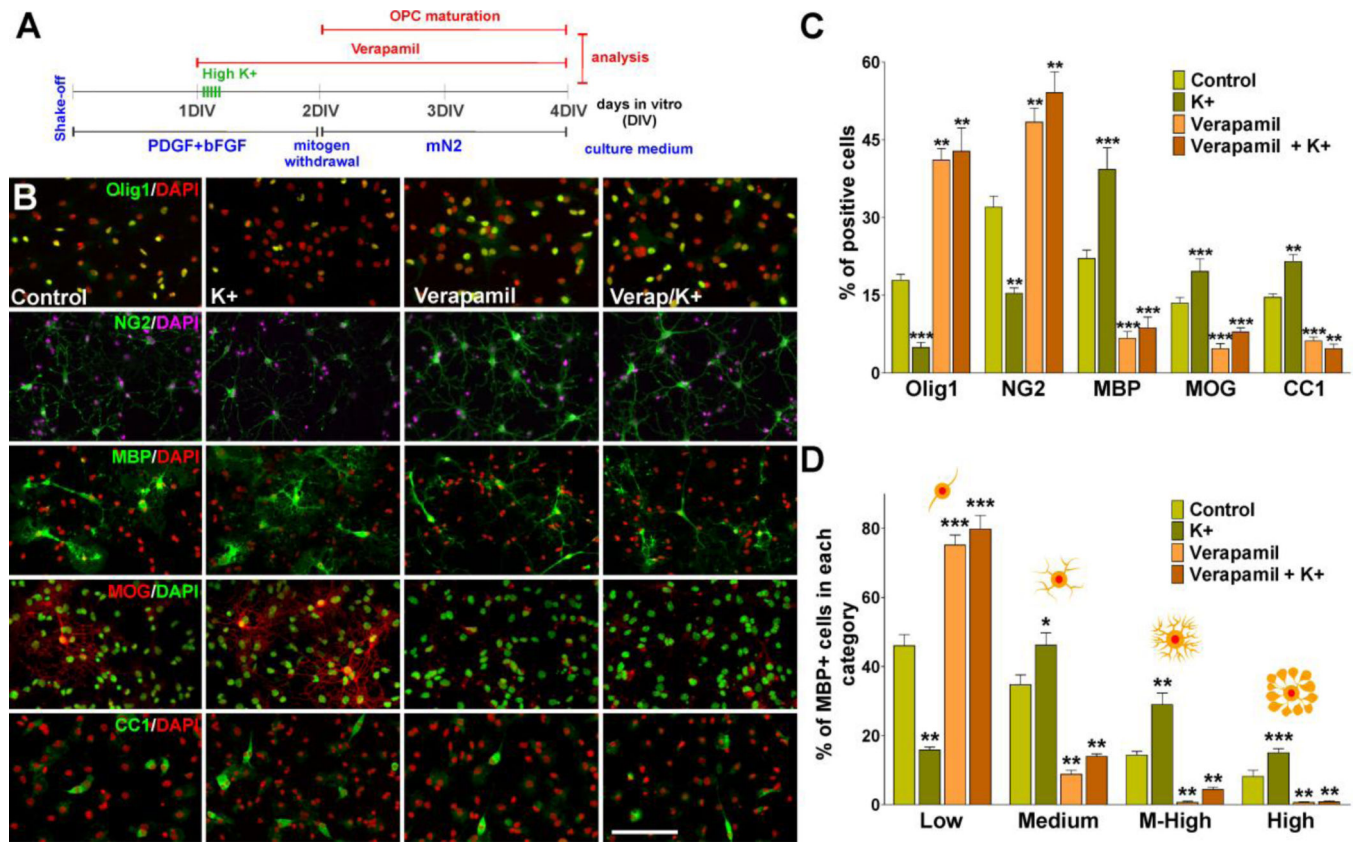 A
OPC maturation
Verapamil
High K+
analysis
Shake-off
1DIV
2DIV
3DIV
4DIV
days in vitro
(DIV)
PDGF+bFGF
mitogen
withdrawal
mN2
culture medium
B
Olig1/DAPI
Control
K+
Verapamil
Verap/K+
NG2/DAPI
MBP/DAPI
MOG/DAPI
CC1/DAPI
C
% of positive cells
60
45
30
15
0
Control
K+
Verapamil
Verapamil + K+
***
**
**
**
**
**
***
***
***
***
***
***
**
***
**
Olig1
NG2
MBP
MOG
CC1
D
% of MBP+ cells in each
category
80
60
40
20
0
Control
K+
Verapamil
Verapamil + K+
**
***
***
*
**
**
**
**
**
***
**
**
Low
Medium
M-High
High